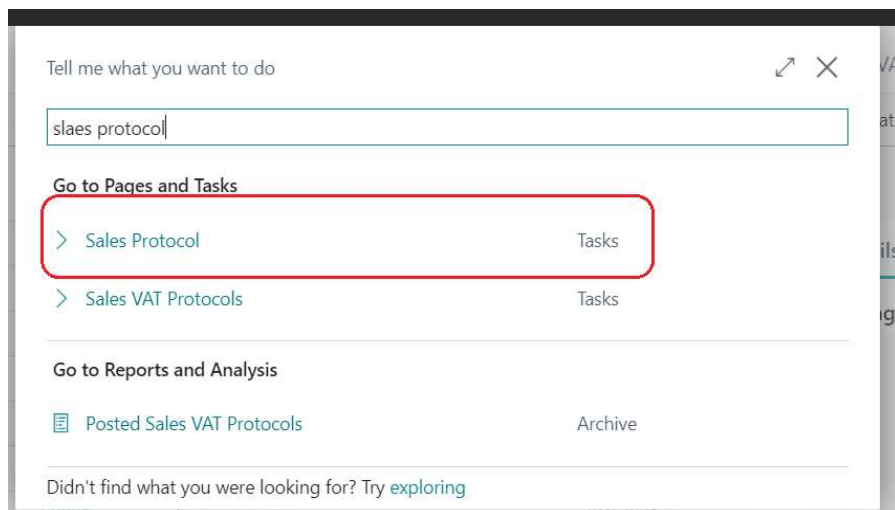 Tell me what you want to do
slaes protocol
Go to Pages and Tasks
Sales Protocol Tasks
Sales VAT Protocols Tasks
Go to Reports and Analysis
Posted Sales VAT Protocols Archive
Didn't find what you were looking for? Try exploring